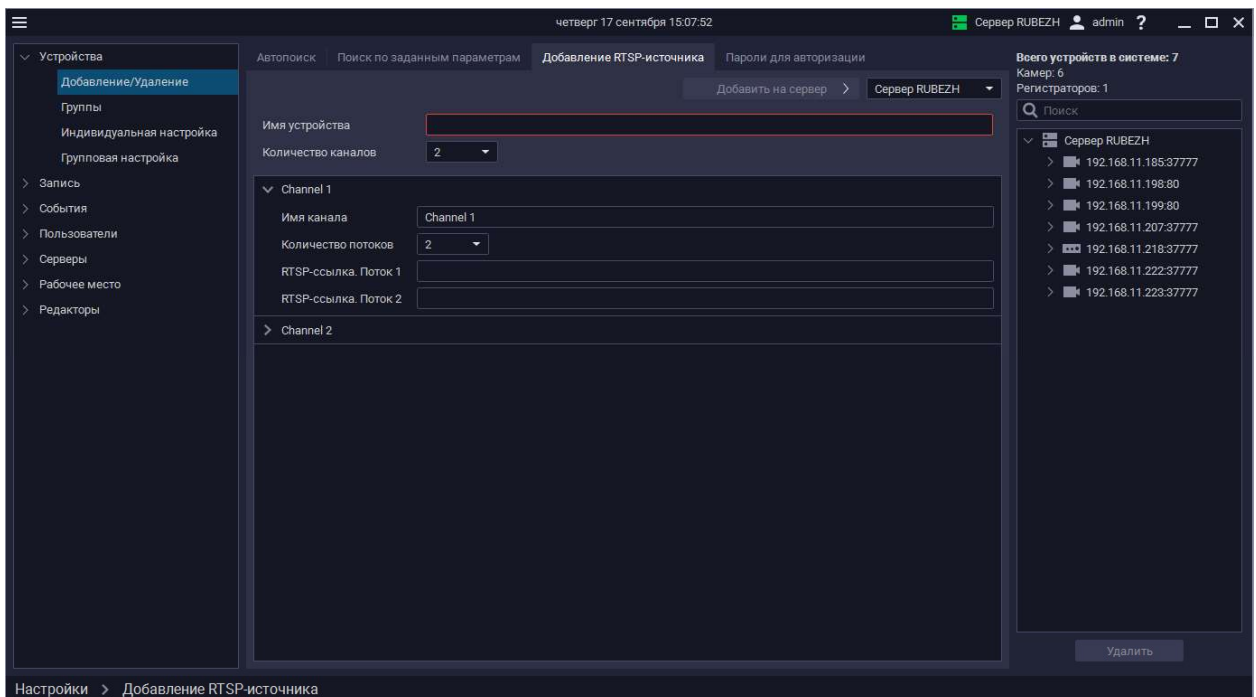 четверг 17 сентября 15:07:52
Сервер RUBEZH admin ?
Устройства
Добавление/Удаление
Группы
Индивидуальная настройка
Групповая настройка
Запись
События
Пользователи
Серверы
Рабочее место
Редакторы
Автопоиск Поиск по заданным параметрам Добавление RTSP-источника Пароли для авторизации
Добавить на сервер > Сервер RUBEZH
Имя устройства
Количество каналов 2
Channel 1
Имя канала Channel 1
Количество потоков 2
RTSP-ссылка. Поток 1
RTSP-ссылка. Поток 2
Channel 2
Всего устройств в системе: 7
Камер: 6
Регистраторов: 1
Поиск
Сервер RUBEZH
192.168.11.185:37777
192.168.11.198:80
192.168.11.199:80
192.168.11.207:37777
192.168.11.218:37777
192.168.11.222:37777
192.168.11.223:37777
Удалить
Настройки > Добавление RTSP-источника